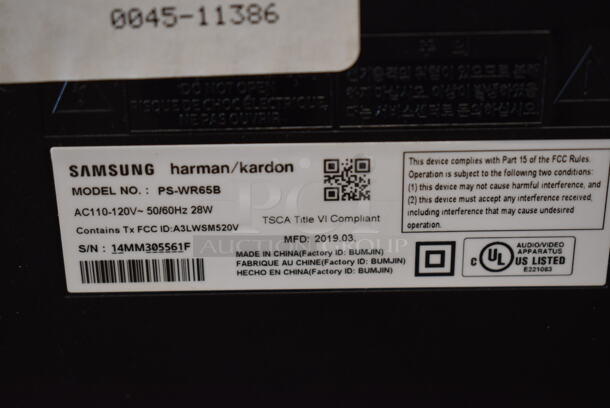 0045-11386
DO NOT OPEN
RISQUE DE CHOC ELECTRIQUE
NE PAS OUVRIR.
주 의
SAMSUNG harman/kardon
MODEL NO. : PS-WR65B
AC110-120V~ 50/60Hz 28W
Contains Tx FCC ID:A3LWSM520V
S/N : 14MM305561F
TSCA Title VI Compliant
MFD: 2019.03
MADE IN CHINA(Factory ID: BUMJIN)
FABRIQUE AU CHINE(Factory ID: BUMJIN)
HECHO EN CHINA(Factory ID: BUMJIN)
This device complies with Part 15 of the FCC Rules.
Operation is subject to the following two conditions:
(1) this device may not cause harmful interference, and
(2) this device must accept any interference received,
including interference that may cause undesired
operation.
AUDIO/VIDEO
APPARATUS
c UL US LISTED
E221083
AUCTION GROUP